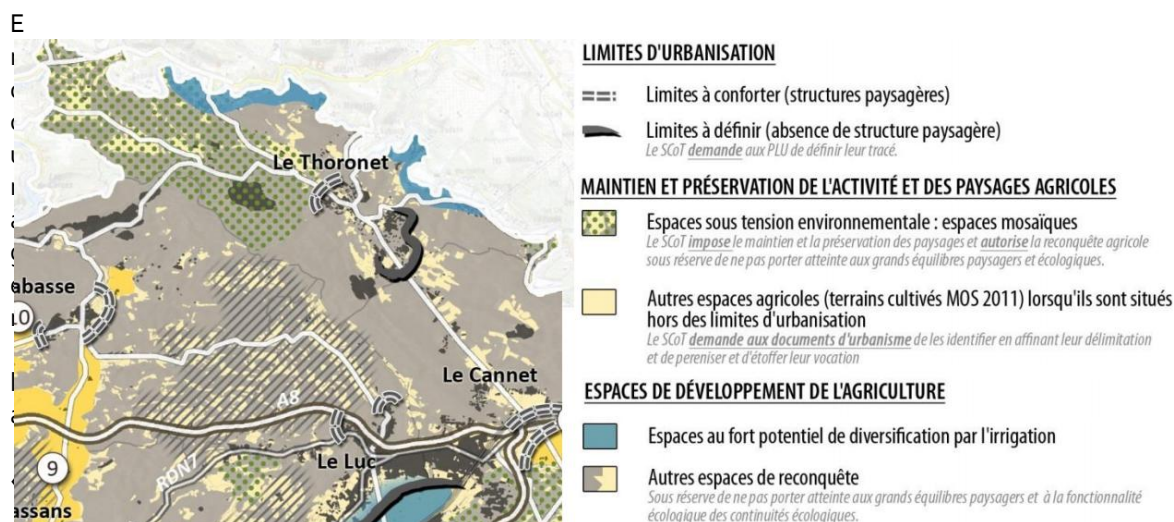 E
Le Thoronet
abasse
10
Le Cannet
A8
Le Luc
RDN7
9
assans
LIMITES D'URBANISATION
Limites à conforter (structures paysagères)
Limites à définir (absence de structure paysagère)
Le SCoT demande aux PLU de définir leur tracé.
MAINTIEN ET PRÉSERVATION DE L'ACTIVITÉ ET DES PAYSAGES AGRICOLES
Espaces sous tension environnementale : espaces mosaïques
Le SCoT impose le maintien et la préservation des paysages et autorise la reconquête agricole
sous réserve de ne pas porter atteinte aux grands équilibres paysagers et écologiques.
Autres espaces agricoles (terrains cultivés MOS 2011) lorsqu'ils sont situés
hors des limites d'urbanisation
Le SCoT demande aux documents d'urbanisme de les identifier en affinant leur délimitation
et de pereniser et d'étoffer leur vocation
ESPACES DE DÉVELOPPEMENT DE L'AGRICULTURE
Espaces au fort potentiel de diversification par l'irrigation
Autres espaces de reconquête
Sous réserve de ne pas porter atteinte aux grands équilibres paysagers et à la fonctionnalité
écologique des continuités écologiques.